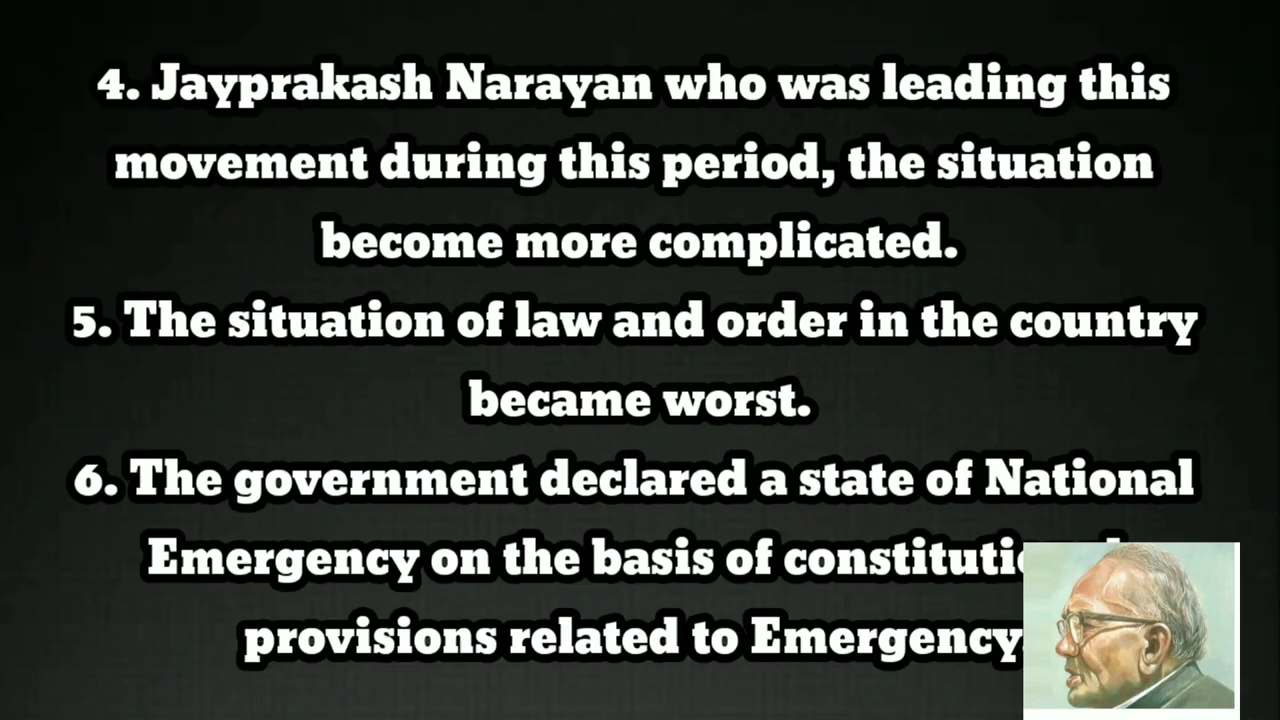 4. Jayprakash Narayan who was leading this
movement during this period, the situation
become more complicated.
5. The situation of law and order in the country
became worst.
6. The government declared a state of National
Emergency on the basis of
provisions related to Emergency.